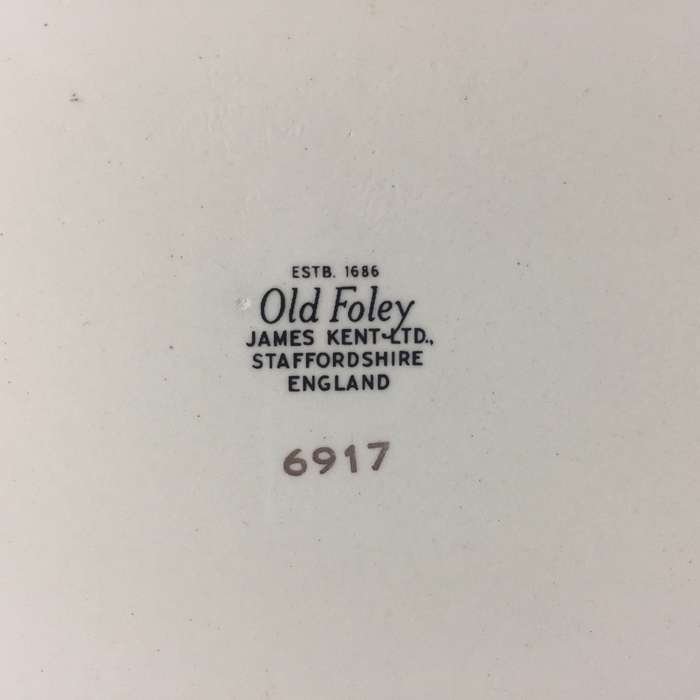 ESTB. 1686
Old Foley
JAMES KENT LTD.,
STAFFORDSHIRE
ENGLAND
6917